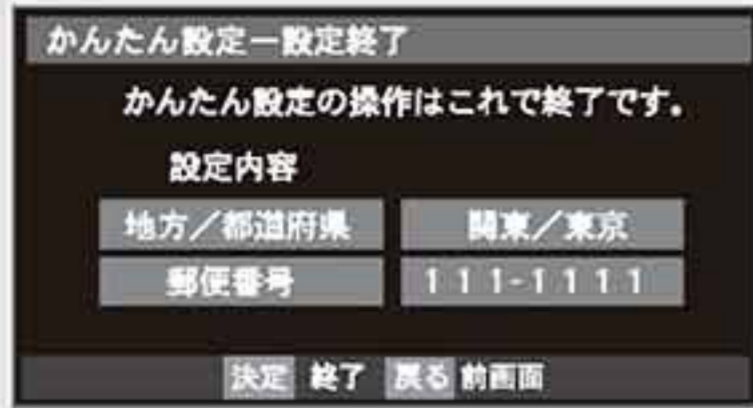 かんたん設定ー設定終了
かんたん設定の操作はこれで終了です。
設定内容
地方／都道府県 関東／東京
郵便番号 111-1111
決定 終了 戻る 前画面